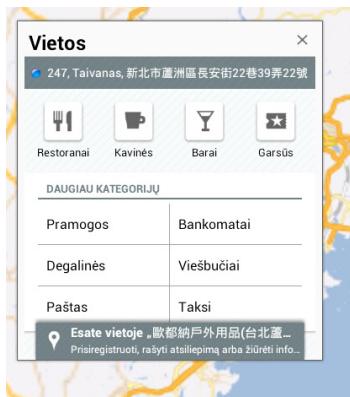 Vietos
247, Taivanas, 新北市蘆洲區長安街22巷39弄22號
Restoranai Kavinės Barai Garsūs
DAUGIAU KATEGORIJŲ
Pramogos Bankomatai
Degalinės Viešbučiai
Paštas Taksi
Esate vietoje „歐都納戶外用品(台北蘆...
Prisiregistruoti, rašyti atsiliepimą arba žiūrėti info...